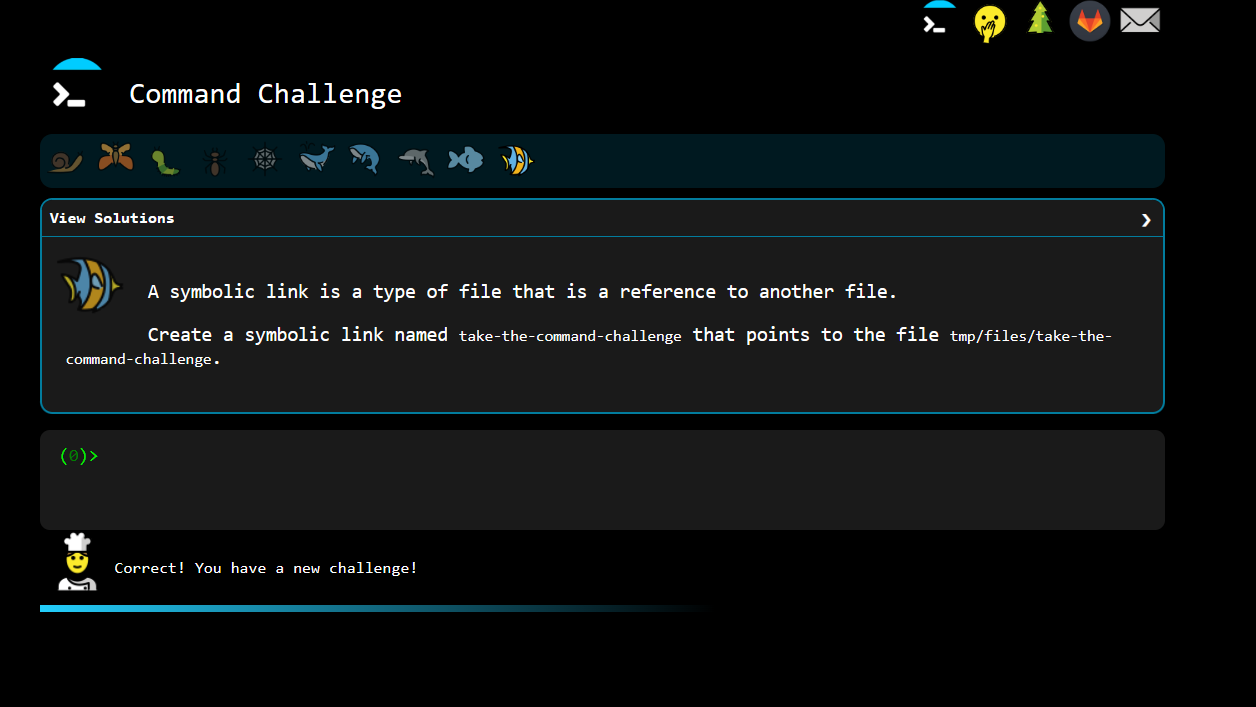 Command Challenge
View Solutions
A symbolic link is a type of file that is a reference to another file.
Create a symbolic link named take-the-command-challenge that points to the file tmp/files/take-the-
command-challenge.
(0)>
Correct! You have a new challenge!